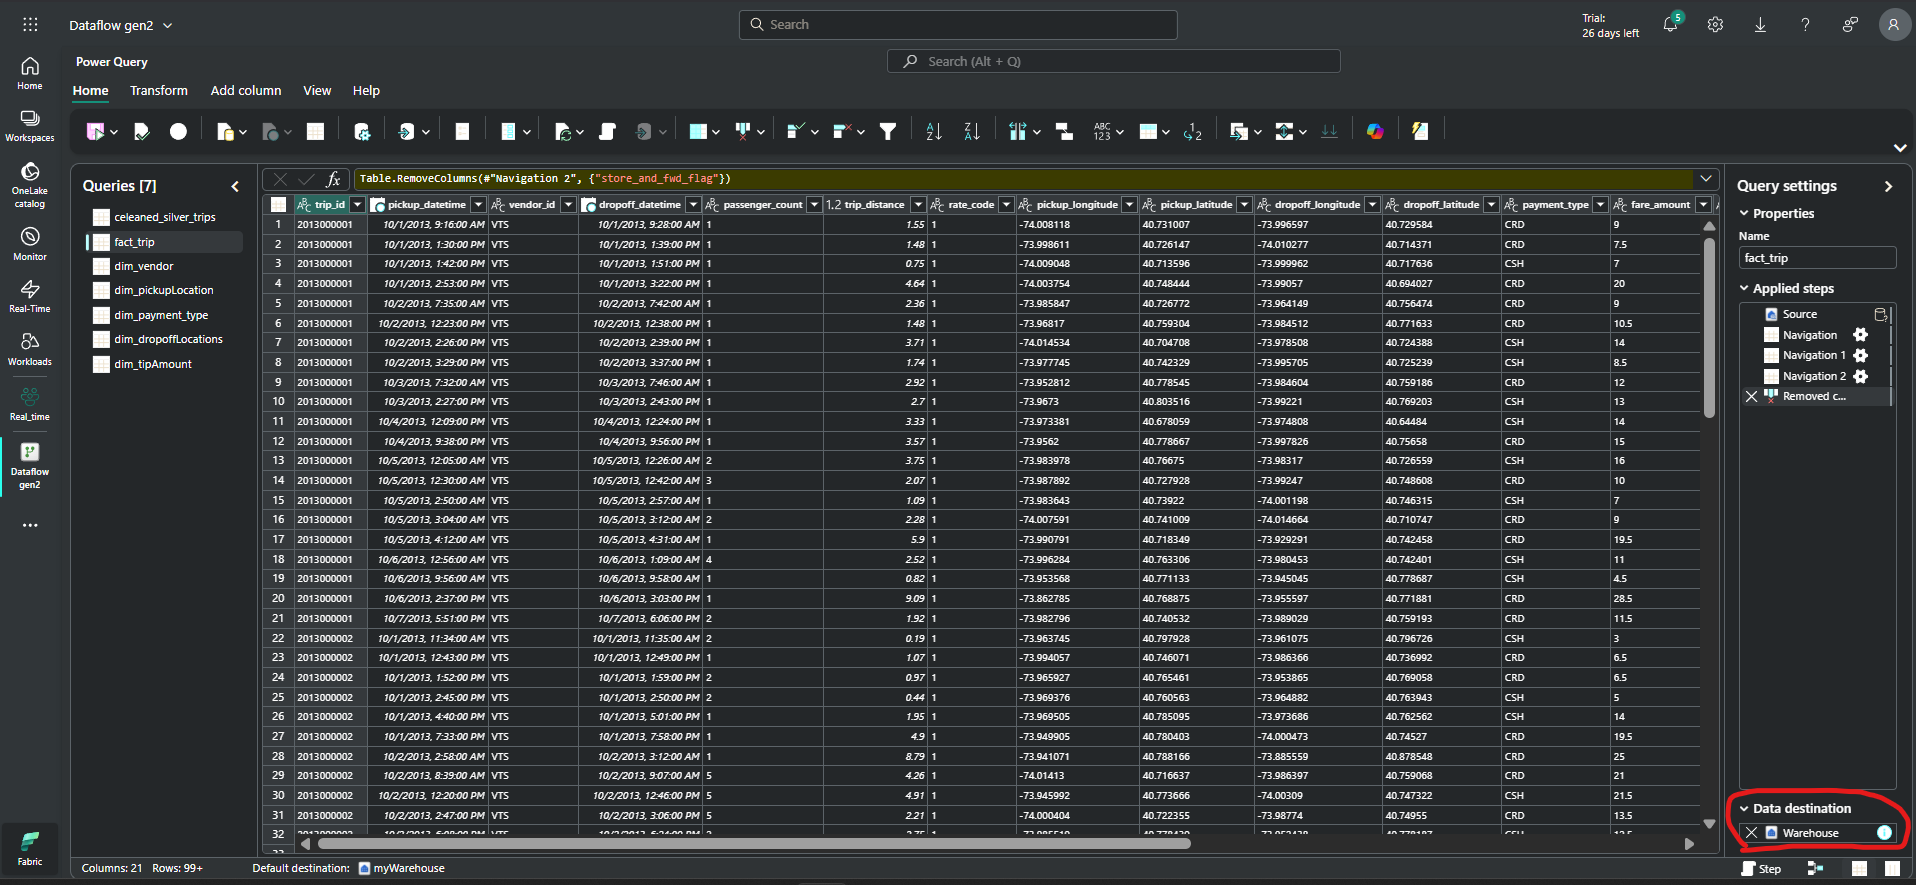 Dataflow gen2
Search
Trial:
26 days left
5
A
Power Query
Search (Alt + Q)
Home
Transform
Add column
View
Help
Home
Workspaces
OneLake
catalog
Monitor
Real-Time
Workloads
Real_time
Dataflow
gen2
Fabric
Queries [7]
celeaned_silver_trips
fact_trip
dim_vendor
dim_pickupLocation
dim_payment_type
dim_dropoffLocations
dim_tipAmount
fx Table.RemoveColumns(#"Navigation 2", {"store_and_fwd_flag"})
trip_id pickup_datetime vendor_id dropoff_datetime passenger_count 1.2 trip_distance rate_code pickup_longitude pickup_latitude dropoff_longitude dropoff_latitude payment_type fare_amount
1 2013000001 10/1/2013, 9:16:00 AM VTS 10/1/2013, 9:28:00 AM 1 1.55 1 -74.008118 40.731007 -73.996597 40.729584 CRD 9
2 2013000001 10/1/2013, 1:30:00 PM VTS 10/1/2013, 1:39:00 PM 1 1.48 1 -73.998611 40.726147 -74.010277 40.714371 CRD 7.5
3 2013000001 10/1/2013, 1:42:00 PM VTS 10/1/2013, 1:51:00 PM 1 0.75 1 -74.009048 40.713596 -73.999962 40.717636 CSH 7
4 2013000001 10/1/2013, 2:53:00 PM VTS 10/1/2013, 3:22:00 PM 1 4.64 1 -74.003754 40.748444 -73.99057 40.694027 CRD 20
5 2013000001 10/2/2013, 7:35:00 AM VTS 10/2/2013, 7:42:00 AM 1 2.36 1 -73.985847 40.726772 -73.964149 40.756474 CRD 9
6 2013000001 10/2/2013, 12:23:00 PM VTS 10/2/2013, 12:38:00 PM 1 1.48 1 -73.96817 40.759304 -73.984512 40.771633 CRD 10.5
7 2013000001 10/2/2013, 2:26:00 PM VTS 10/2/2013, 2:39:00 PM 1 3.71 1 -74.014534 40.704708 -73.978508 40.724388 CSH 14
8 2013000001 10/2/2013, 3:29:00 PM VTS 10/2/2013, 3:37:00 PM 1 1.74 1 -73.977745 40.742329 -73.995705 40.725239 CSH 8.5
9 2013000001 10/3/2013, 7:32:00 AM VTS 10/3/2013, 7:46:00 AM 1 2.92 1 -73.952812 40.778545 -73.984604 40.759186 CRD 12
10 2013000001 10/3/2013, 2:27:00 PM VTS 10/3/2013, 2:43:00 PM 1 2.7 1 -73.9673 40.803516 -73.99221 40.769203 CSH 13
11 2013000001 10/4/2013, 12:09:00 PM VTS 10/4/2013, 12:24:00 PM 1 3.33 1 -73.973381 40.678059 -73.974808 40.64484 CSH 14
12 2013000001 10/4/2013, 9:38:00 PM VTS 10/4/2013, 9:56:00 PM 1 3.57 1 -73.9562 40.778667 -73.997826 40.75658 CRD 15
13 2013000001 10/5/2013, 12:05:00 AM VTS 10/5/2013, 12:26:00 AM 2 3.75 1 -73.983978 40.76675 -73.98317 40.726559 CSH 16
14 2013000001 10/5/2013, 12:30:00 AM VTS 10/5/2013, 12:42:00 AM 3 2.07 1 -73.987892 40.727928 -73.99247 40.748608 CRD 10
15 2013000001 10/5/2013, 2:50:00 AM VTS 10/5/2013, 2:57:00 AM 1 1.09 1 -73.983643 40.73922 -74.001198 40.746315 CSH 7
16 2013000001 10/5/2013, 3:04:00 AM VTS 10/5/2013, 3:12:00 AM 2 2.28 1 -74.007591 40.741009 -74.014664 40.710747 CRD 9
17 2013000001 10/5/2013, 4:12:00 AM VTS 10/5/2013, 4:31:00 AM 1 5.9 1 -73.990791 40.718349 -73.929291 40.742458 CRD 19.5
18 2013000001 10/6/2013, 12:56:00 AM VTS 10/6/2013, 1:09:00 AM 4 2.52 1 -73.996284 40.763306 -73.980453 40.742401 CSH 11
19 2013000001 10/6/2013, 9:56:00 AM VTS 10/6/2013, 9:58:00 AM 1 0.82 1 -73.953568 40.771133 -73.945045 40.778687 CSH 4.5
20 2013000001 10/6/2013, 2:37:00 PM VTS 10/6/2013, 3:03:00 PM 1 9.09 1 -73.862785 40.768875 -73.955597 40.771881 CRD 28.5
21 2013000001 10/7/2013, 5:51:00 PM VTS 10/7/2013, 6:06:00 PM 2 1.92 1 -73.982796 40.740532 -73.989029 40.759193 CRD 11.5
22 2013000002 10/1/2013, 11:34:00 AM VTS 10/1/2013, 11:35:00 AM 2 0.19 1 -73.963745 40.797928 -73.961075 40.796726 CSH 3
23 2013000002 10/1/2013, 12:43:00 PM VTS 10/1/2013, 12:49:00 PM 1 1.07 1 -73.994057 40.746071 -73.986366 40.736992 CRD 6.5
24 2013000002 10/1/2013, 1:52:00 PM VTS 10/1/2013, 1:59:00 PM 2 0.97 1 -73.965927 40.765461 -73.953865 40.769058 CRD 6.5
25 2013000002 10/1/2013, 2:45:00 PM VTS 10/1/2013, 2:50:00 PM 2 0.44 1 -73.969376 40.760563 -73.964882 40.763943 CSH 5
26 2013000002 10/1/2013, 4:40:00 PM VTS 10/1/2013, 5:01:00 PM 1 1.95 1 -73.969505 40.785095 -73.973686 40.762562 CSH 14
27 2013000002 10/1/2013, 7:33:00 PM VTS 10/1/2013, 7:58:00 PM 1 4.9 1 -73.949905 40.780403 -74.000473 40.74527 CRD 19.5
28 2013000002 10/2/2013, 2:58:00 AM VTS 10/2/2013, 3:12:00 AM 1 8.79 1 -73.941071 40.788166 -73.885559 40.878548 CRD 25
29 2013000002 10/2/2013, 8:39:00 AM VTS 10/2/2013, 9:07:00 AM 5 4.26 1 -74.01413 40.716637 -73.986397 40.759068 CRD 21
30 2013000002 10/2/2013, 12:20:00 PM VTS 10/2/2013, 12:46:00 PM 5 4.91 1 -73.945992 40.773666 -74.00309 40.747322 CSH 21.5
31 2013000002 10/2/2013, 2:47:00 PM VTS 10/2/2013, 3:06:00 PM 5 2.21 1 -74.000404 40.722355 -73.98774 40.74955 CRD 13.5
32
Columns: 21 Rows: 99+
Default destination: myWarehouse
Query settings
Properties
Name
fact_trip
Applied steps
Source
Navigation
Navigation 1
Navigation 2
Removed c...
Data destination
Warehouse
Step